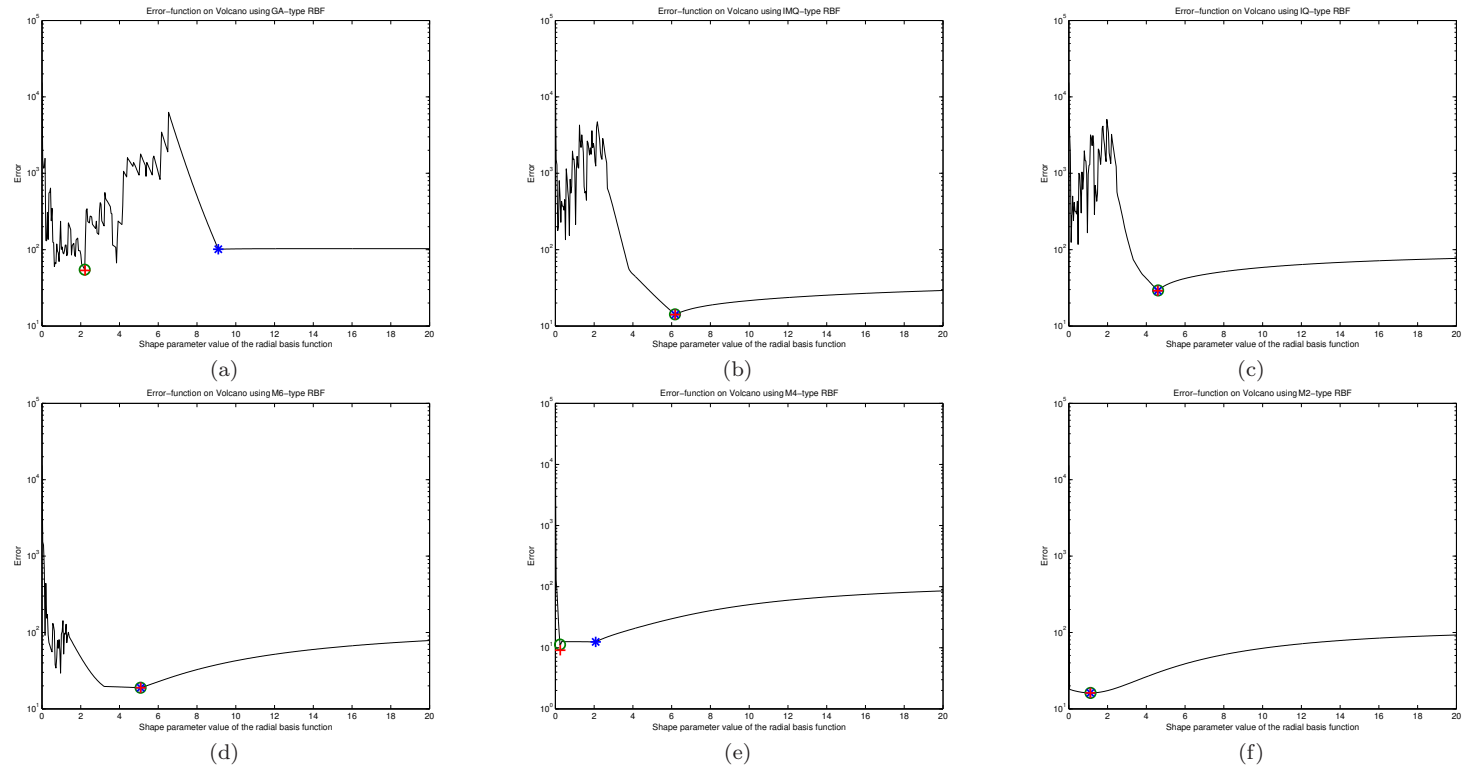 Error-function on Volcano using GA-type RBF
10^5
10^4
10^3
10^2
10^1
Error
0 2 4 6 8 10 12 14 16 18 20
Shape parameter value of the radial basis function
(a)
Error-function on Volcano using IMQ-type RBF
10^5
10^4
10^3
10^2
10^1
Error
0 2 4 6 8 10 12 14 16 18 20
Shape parameter value of the radial basis function
(b)
Error-function on Volcano using IQ-type RBF
10^5
10^4
10^3
10^2
10^1
Error
0 2 4 6 8 10 12 14 16 18 20
Shape parameter value of the radial basis function
(c)
Error-function on Volcano using M6-type RBF
10^5
10^4
10^3
10^2
10^1
Error
0 2 4 6 8 10 12 14 16 18 20
Shape parameter value of the radial basis function
(d)
Error-function on Volcano using M4-type RBF
10^5
10^4
10^3
10^2
10^1
10^0
Error
0 2 4 6 8 10 12 14 16 18 20
Shape parameter value of the radial basis function
(e)
Error-function on Volcano using M2-type RBF
10^5
10^4
10^3
10^2
10^1
Error
0 2 4 6 8 10 12 14 16 18 20
Shape parameter value of the radial basis function
(f)